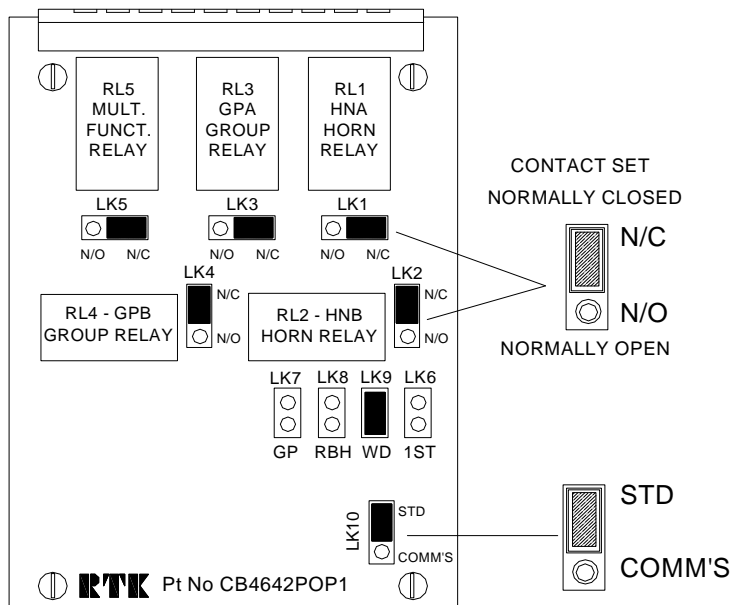 RL5
MULT.
FUNCT.
RELAY
RL3
GPA
GROUP
RELAY
RL1
HNA
HORN
RELAY
LK5
LK3
LK1
N/O N/C
N/O N/C
N/O N/C
CONTACT SET
NORMALLY CLOSED
N/C
N/O
NORMALLY OPEN
LK4
N/C
N/O
LK2
N/C
N/O
RL4 - GPB
GROUP RELAY
RL2 - HNB
HORN RELAY
LK7 LK8 LK9 LK6
GP RBH WD 1ST
LK10
STD
COMM'S
STD
COMM'S
RTK Pt No CB4642POP1